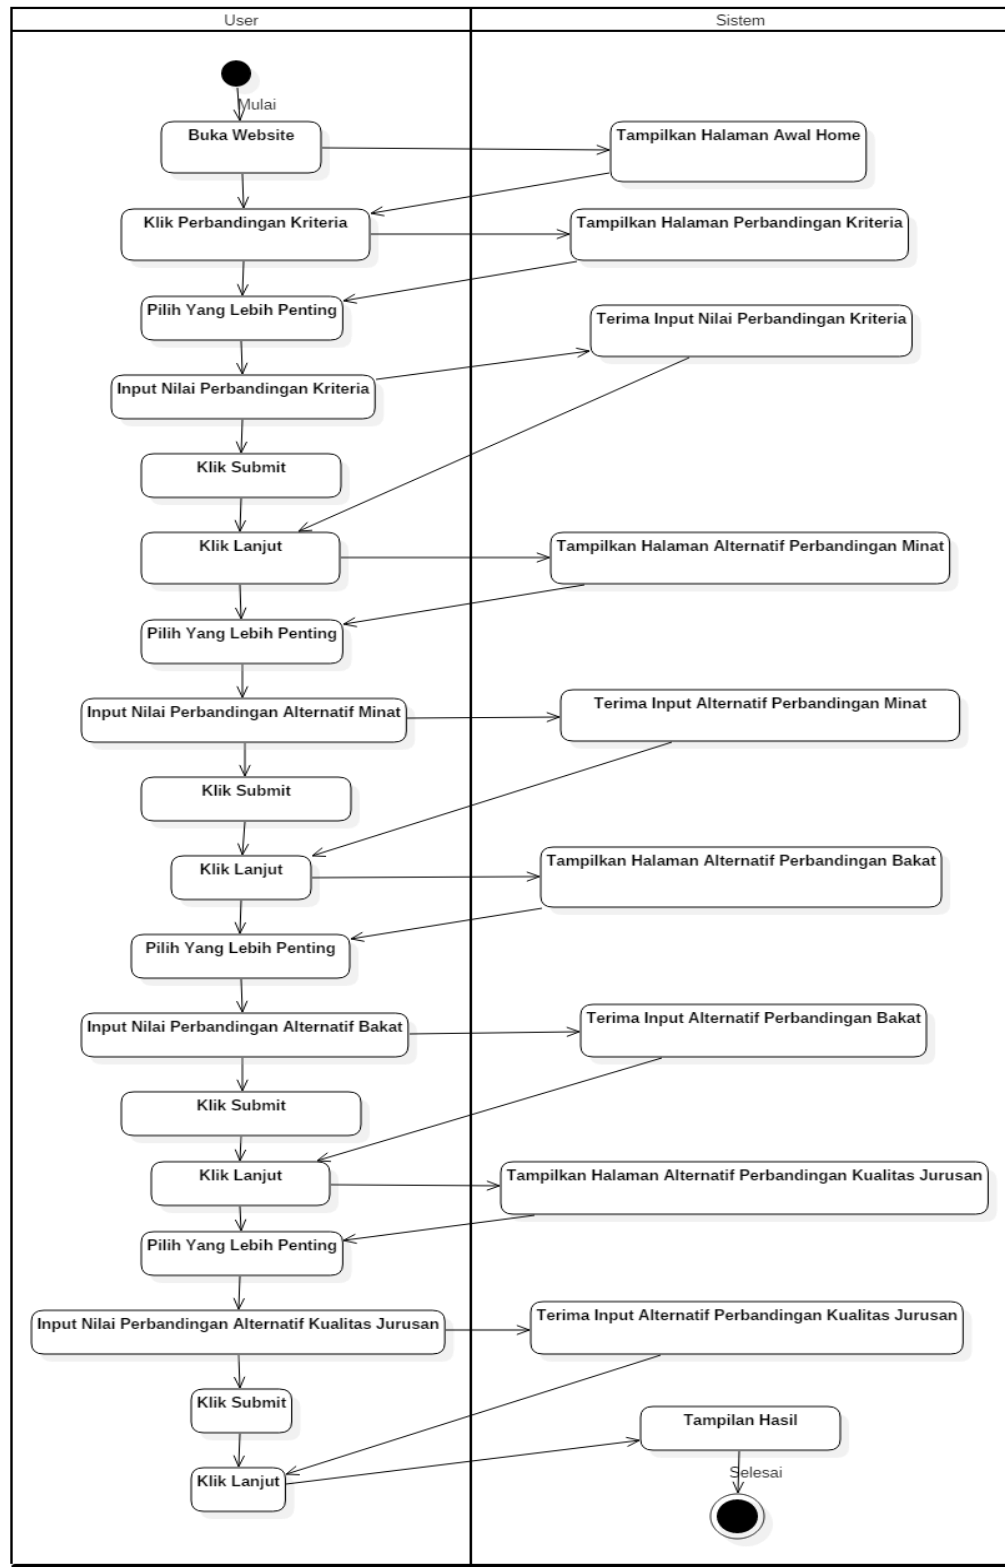 User
Sistem
Mulai
Buka Website
Tampilkan Halaman Awal Home
Klik Perbandingan Kriteria
Tampilkan Halaman Perbandingan Kriteria
Pilih Yang Lebih Penting
Terima Input Nilai Perbandingan Kriteria
Input Nilai Perbandingan Kriteria
Klik Submit
Klik Lanjut
Tampilkan Halaman Alternatif Perbandingan Minat
Pilih Yang Lebih Penting
Input Nilai Perbandingan Alternatif Minat
Terima Input Alternatif Perbandingan Minat
Klik Submit
Klik Lanjut
Tampilkan Halaman Alternatif Perbandingan Bakat
Pilih Yang Lebih Penting
Input Nilai Perbandingan Alternatif Bakat
Terima Input Alternatif Perbandingan Bakat
Klik Submit
Klik Lanjut
Tampilkan Halaman Alternatif Perbandingan Kualitas Jurusan
Pilih Yang Lebih Penting
Input Nilai Perbandingan Alternatif Kualitas Jurusan
Terima Input Alternatif Perbandingan Kualitas Jurusan
Klik Submit
Tampilan Hasil
Klik Lanjut
Selesai